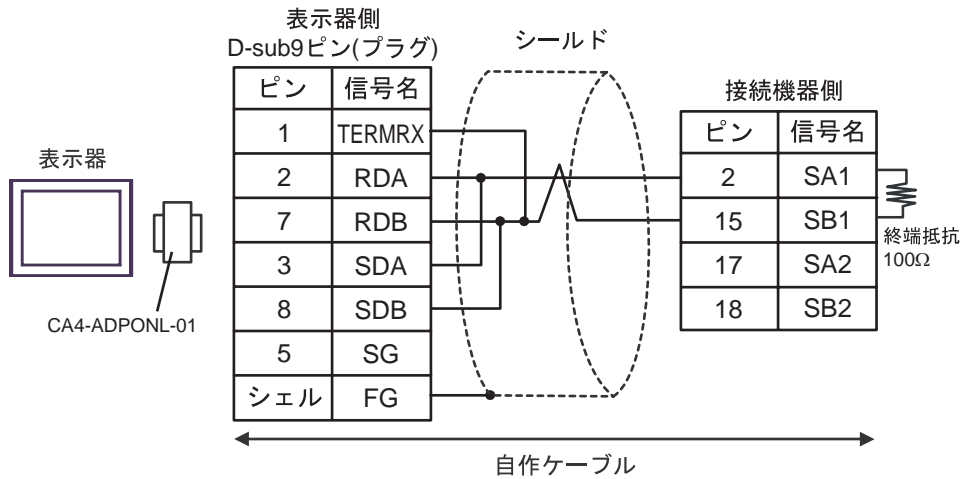 表示器側
D-sub9ピン(プラグ)
シールド
ピン 信号名
1 TERMRX
2 RDA
7 RDB
3 SDA
8 SDB
5 SG
シェル FG
接続機器側
ピン 信号名
2 SA1
15 SB1
17 SA2
18 SB2
終端抵抗
100Ω
表示器
CA4-ADPONL-01
自作ケーブル